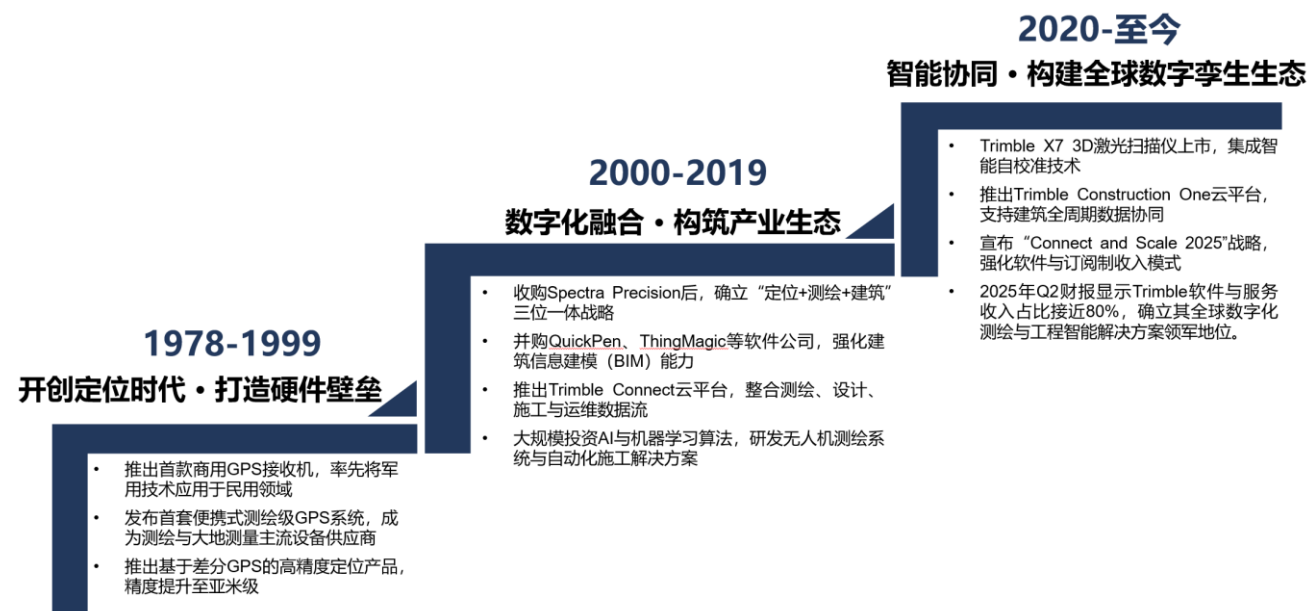 1978-1999
开创定位时代·打造硬件壁垒
• 推出首款商用GPS接收机，率先将军
用技术应用于民用领域
• 发布首套便携式测绘级GPS系统，成
为测绘与大地测量主流设备供应商
• 推出基于差分GPS的高精度定位产品，
精度提升至亚米级
2000-2019
数字化融合·构筑产业生态
• 收购Spectra Precision后，确立“定位+测绘+建筑”
三位一体战略
• 并购QuickPen、ThingMagic等软件公司，强化建
筑信息建模（BIM）能力
• 推出Trimble Connect云平台，整合测绘、设计、
施工与运维数据流
• 大规模投资AI与机器学习算法，研发无人机测绘系
统与自动化施工解决方案
2020-至今
智能协同·构建全球数字孪生生态
• Trimble X7 3D激光扫描仪上市，集成智
能自校准技术
• 推出Trimble Construction One云平台，
支持建筑全周期数据协同
• 宣布“Connect and Scale 2025”战略，
强化软件与订阅制收入模式
• 2025年Q2财报显示Trimble软件与服务
收入占比接近80%，确立其全球数字化
测绘与工程智能解决方案领军地位。